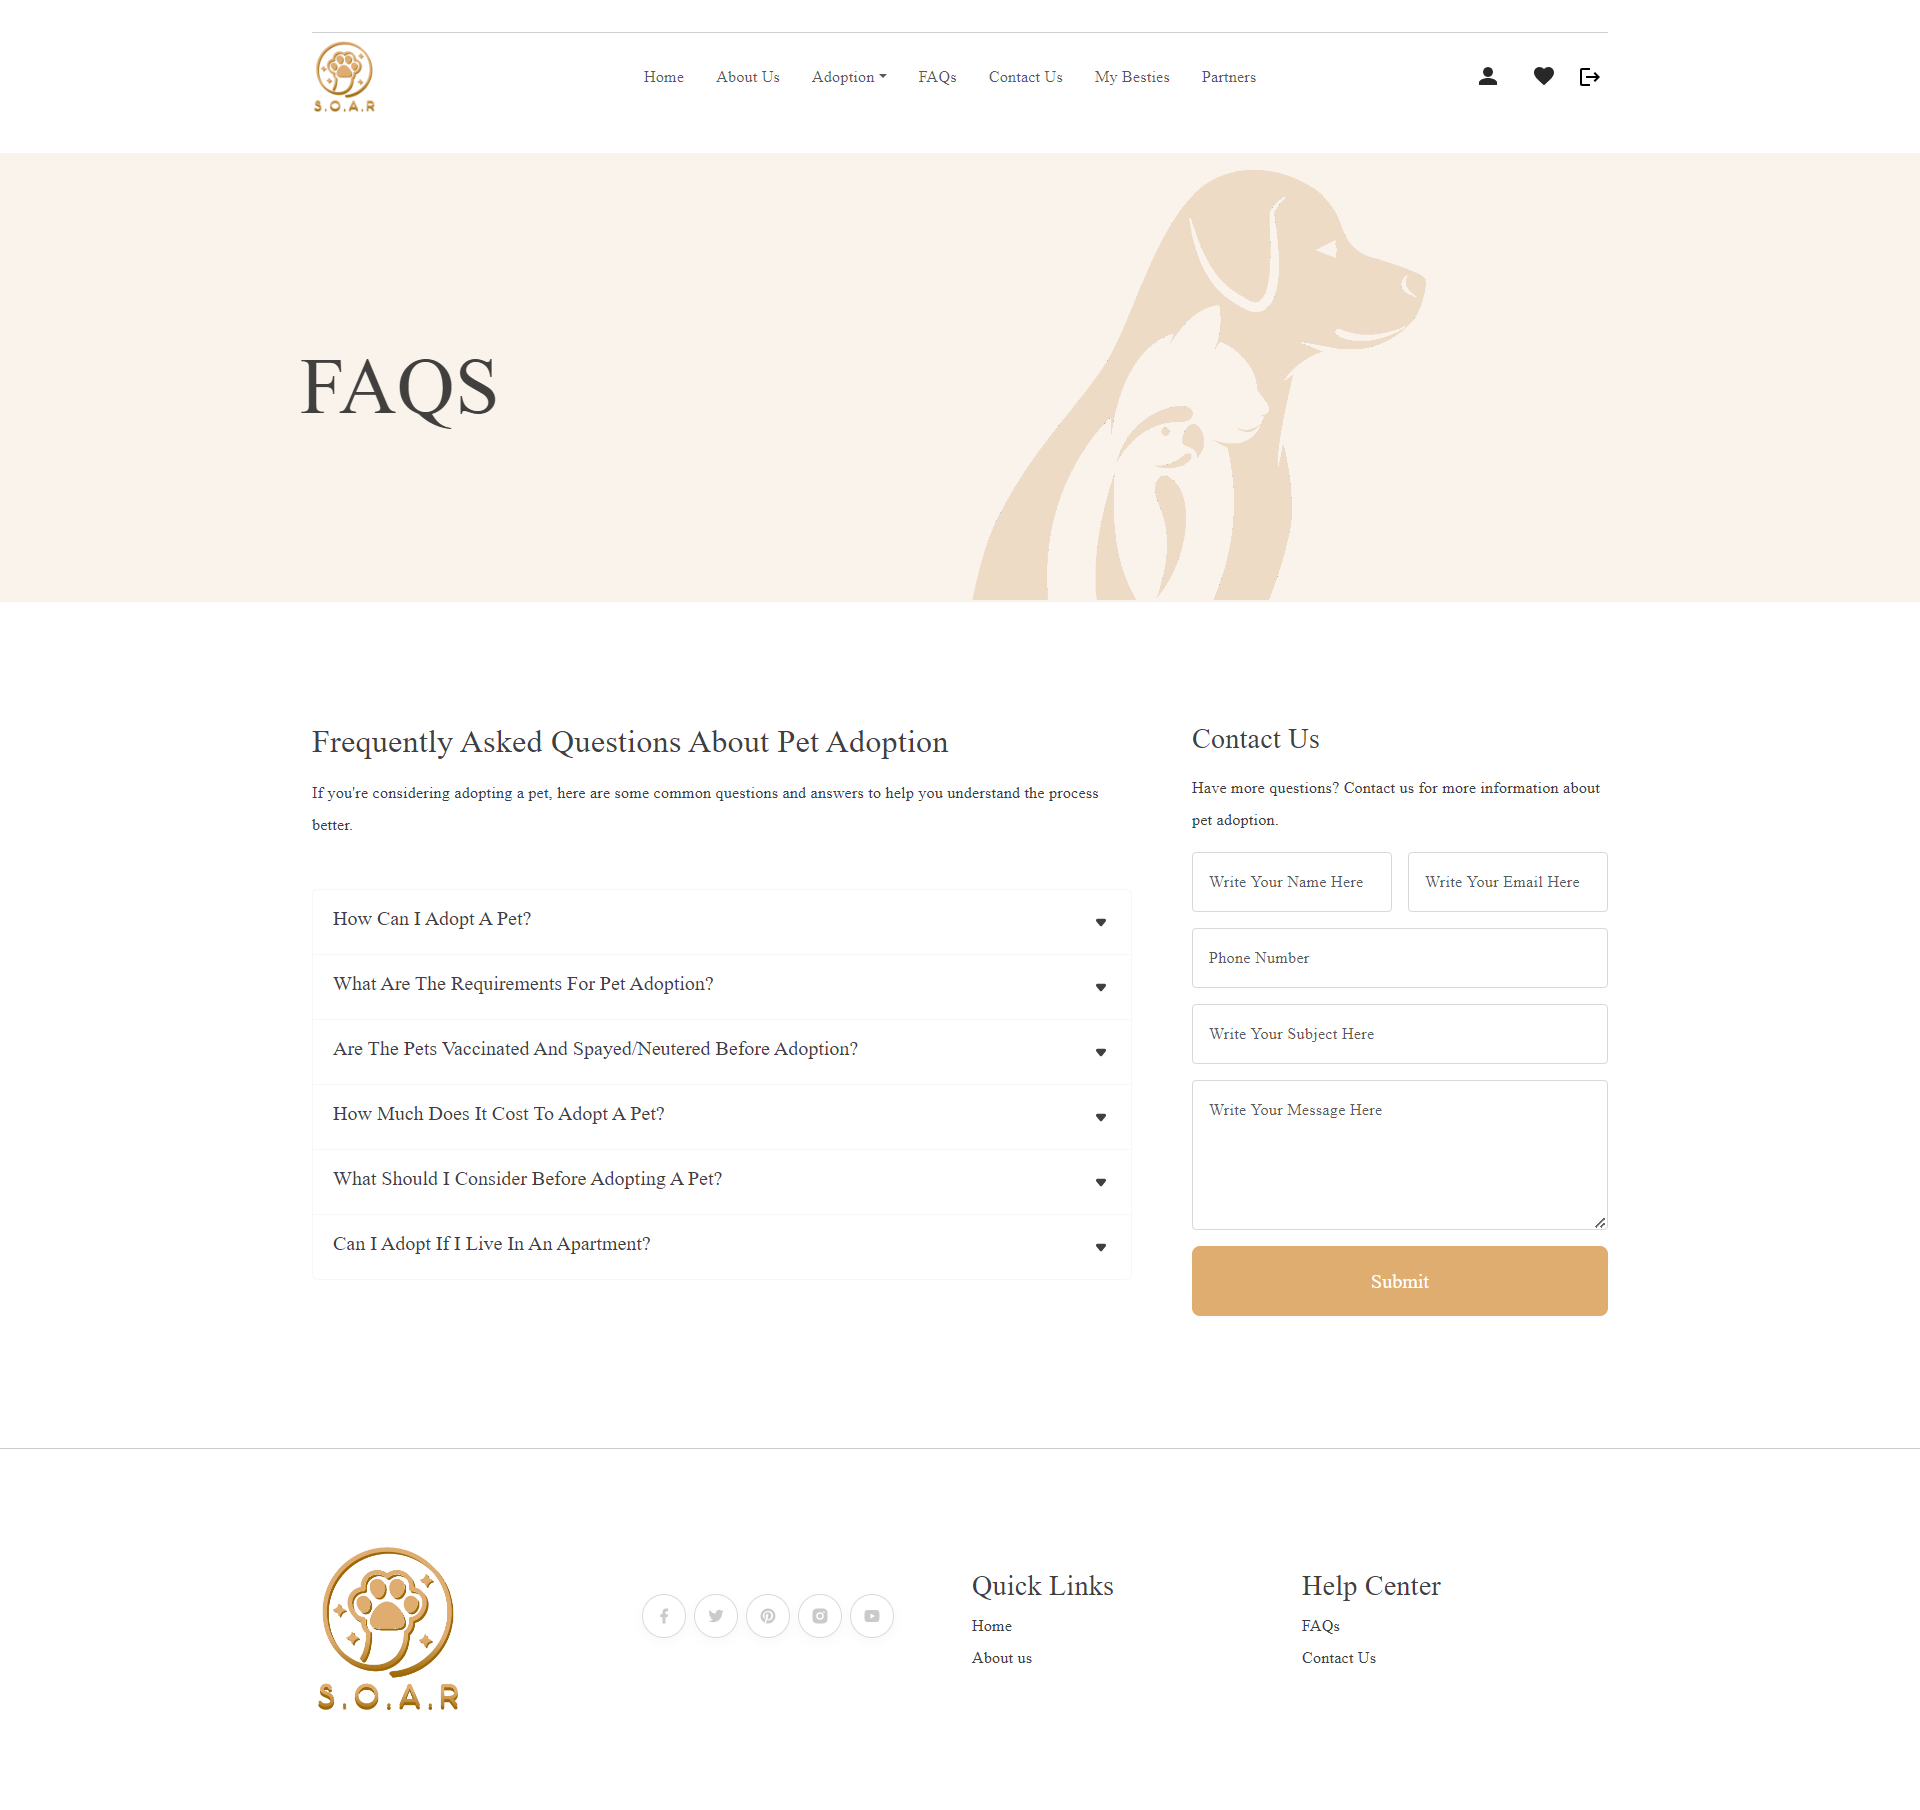 S.O.A.R
Home About Us Adoption FAQs Contact Us My Besties Partners
FAQS
Frequently Asked Questions About Pet Adoption
If you're considering adopting a pet, here are some common questions and answers to help you understand the process
better.
How Can I Adopt A Pet?
What Are The Requirements For Pet Adoption?
Are The Pets Vaccinated And Spayed/Neutered Before Adoption?
How Much Does It Cost To Adopt A Pet?
What Should I Consider Before Adopting A Pet?
Can I Adopt If I Live In An Apartment?
Contact Us
Have more questions? Contact us for more information about
pet adoption.
Write Your Name Here Write Your Email Here
Phone Number
Write Your Subject Here
Write Your Message Here
Submit
S.O.A.R
Quick Links
Home
About us
Help Center
FAQs
Contact Us